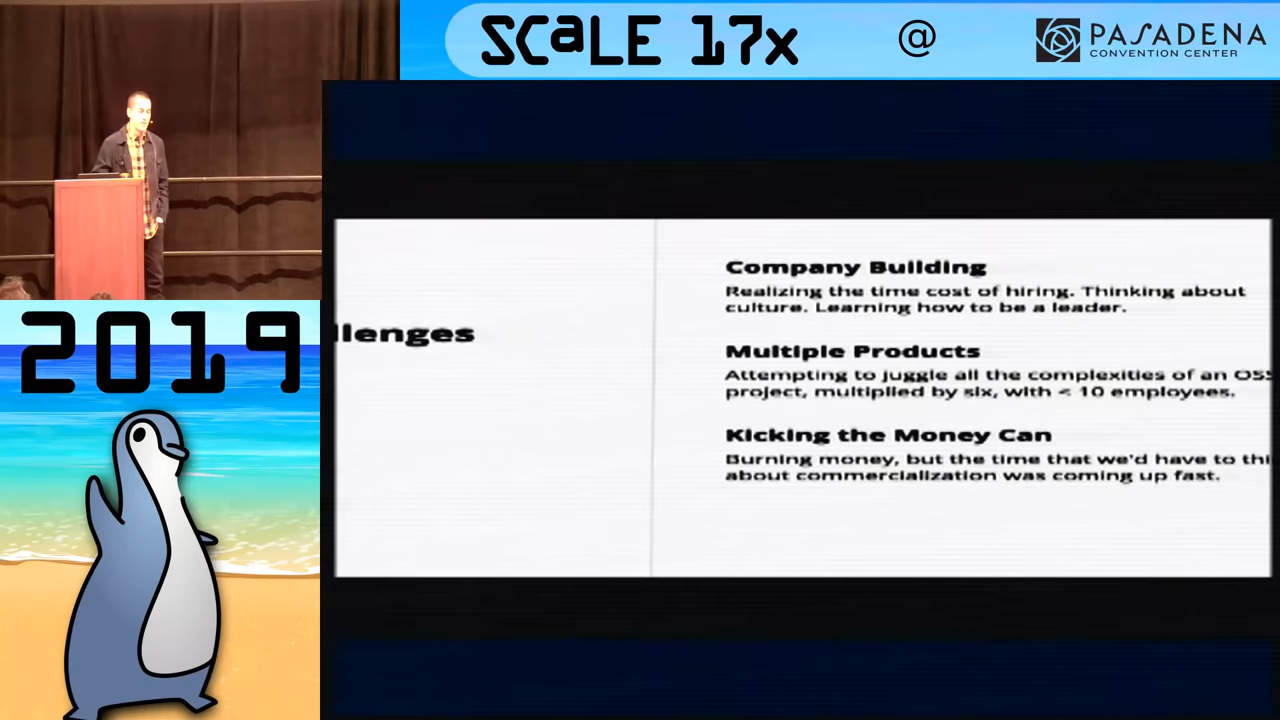 SCaLE 17x
@
PASADENA
CONVENTION CENTER
2019
llenges
Company Building
Realizing the time cost of hiring. Thinking about
culture. Learning how to be a leader.
Multiple Products
Attempting to juggle all the complexities of an OSS
project, multiplied by six, with < 10 employees.
Kicking the Money Can
Burning money, but the time that we'd have to thi
about commercialization was coming up fast.